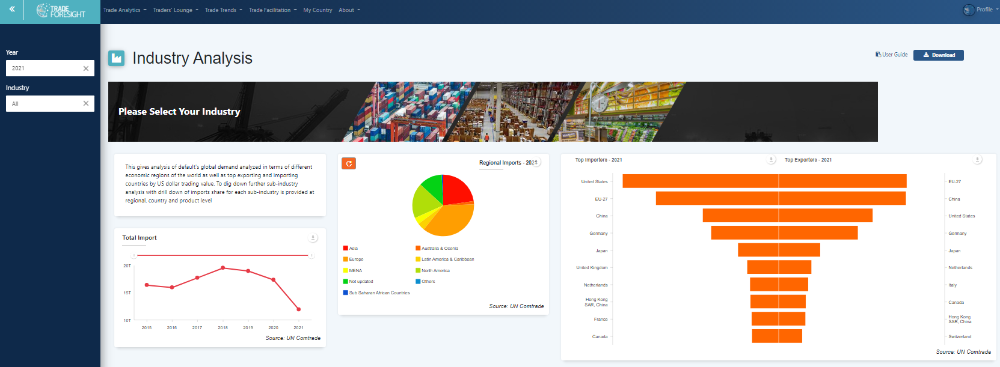 TRADE
FORESIGHT
Trade Analytics
Traders' Lounge
Trade Trends
Trade Facilitation
My Country
About
Profile
Year
2021
Industry
All
Industry Analysis
User Guide
Download
Please Select Your Industry
This gives analysis of default's global demand analyzed in terms of different
economic regions of the world as well as top exporting and importing
countries by US dollar trading value. To dig down further sub-industry
analysis with drill down of imports share for each sub-industry is provided at
regional, country and product level
Total Import
20T
15T
10T
2015
2016
2017
2018
2019
2020
2021
Source: UN Comtrade
Regional Imports - 2021
Asia
Australia & Ocenia
Europe
Latin America & Caribbean
MENA
North America
Not updated
Others
Sub Saharan African Countries
Source: UN Comtrade
Top Importers - 2021
Top Exporters - 2021
United States
EU-27
China
Germany
Japan
United Kingdom
Netherlands
Hong Kong
SAR, China
France
Canada
EU-27
China
United States
Germany
Japan
Netherlands
Italy
Canada
Hong Kong
SAR, China
Switzerland
Source: UN Comtrade